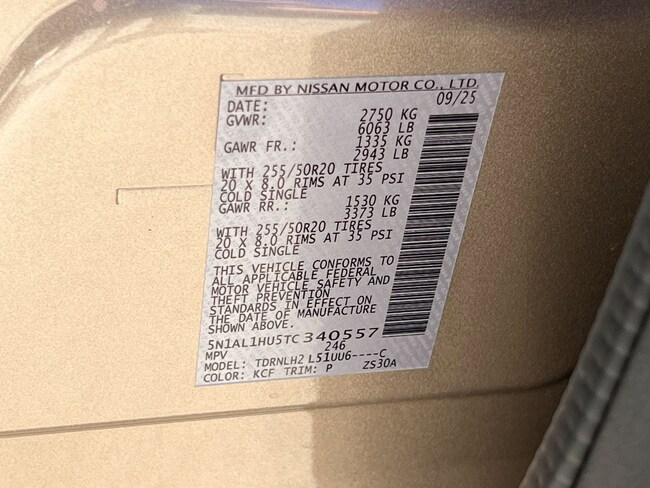 MFD BY NISSAN MOTOR CO., LTD.
DATE: 09/25
GVWR: 2750 KG
6063 LB
GAWR FR.: 1335 KG
2943 LB
WITH 255/50R20 TIRES
20 X 8.0 RIMS AT 35 PSI
COLD SINGLE
GAWR RR.: 1530 KG
3373 LB
WITH 255/50R20 TIRES
20 X 8.0 RIMS AT 35 PSI
COLD SINGLE
THIS VEHICLE CONFORMS TO
ALL APPLICABLE FEDERAL
MOTOR VEHICLE SAFETY AND
THEFT PREVENTION
STANDARDS IN EFFECT ON
THE DATE OF MANUFACTURE
SHOWN ABOVE.
5N1AL1HU5TC340557
MPV 246
MODEL: TDRNLH2 L51UU6----C
COLOR: KCF TRIM: P ZS30A